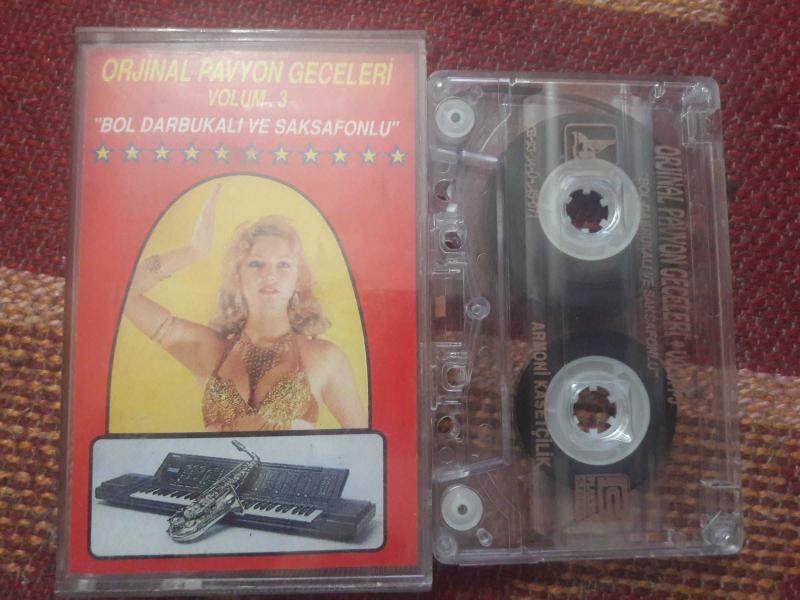 ORJİNAL PAVYON GECELERİ
VOLUM. 3
"BOL DARBUKALI VE SAKSAFONLU"
ORJİNAL PAVYON GECELERİ
"BOL DARBUKALI VE SAKSAFONLU"
ARMONİ KASETÇİLİK